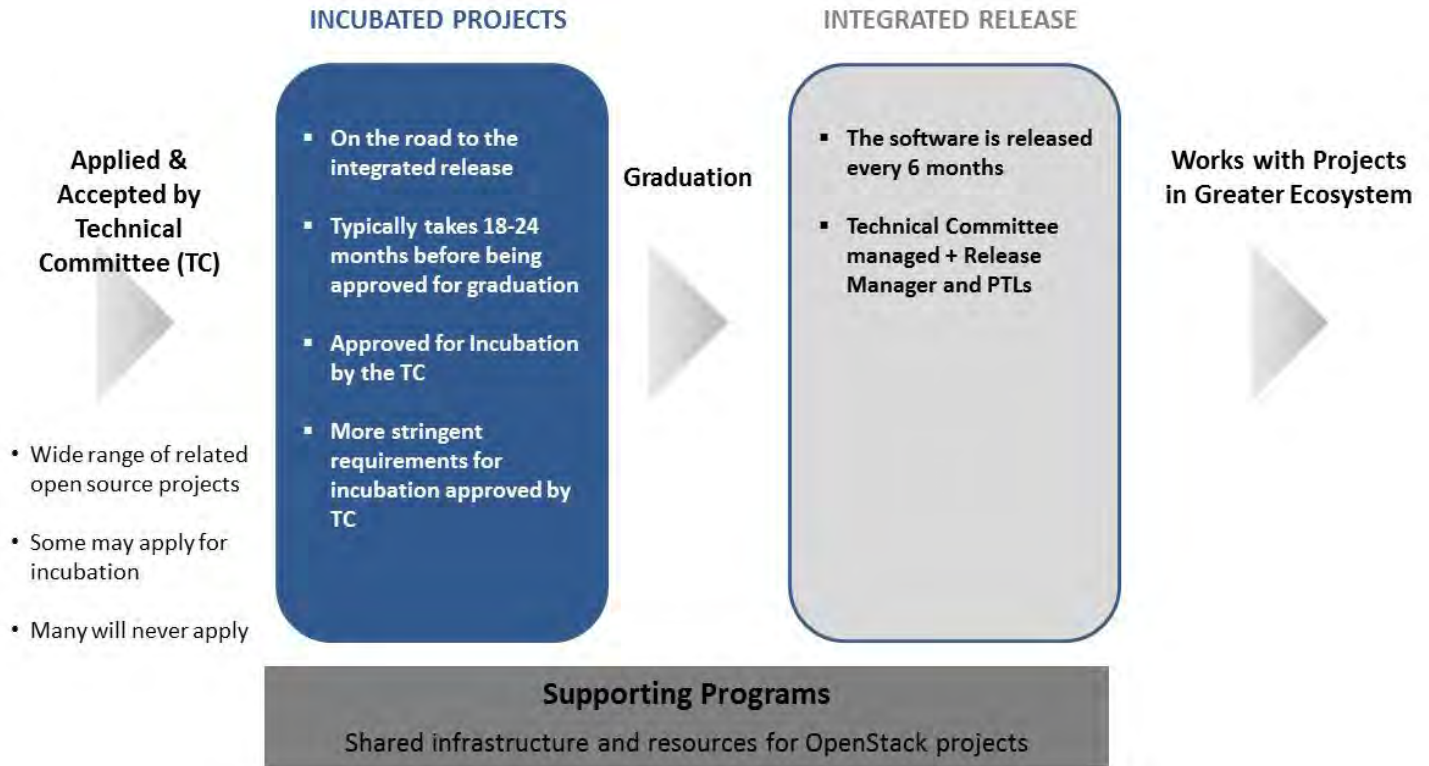 INCUBATED PROJECTS
INTEGRATED RELEASE
Applied &
Accepted by
Technical
Committee (TC)
• Wide range of related
open source projects
• Some may apply for
incubation
• Many will never apply
▪ On the road to the
integrated release
▪ Typically takes 18-24
months before being
approved for graduation
▪ Approved for Incubation
by the TC
▪ More stringent
requirements for
incubation approved by
TC
Graduation
▪ The software is released
every 6 months
▪ Technical Committee
managed + Release
Manager and PTLs
Works with Projects
in Greater Ecosystem
Supporting Programs
Shared infrastructure and resources for OpenStack projects